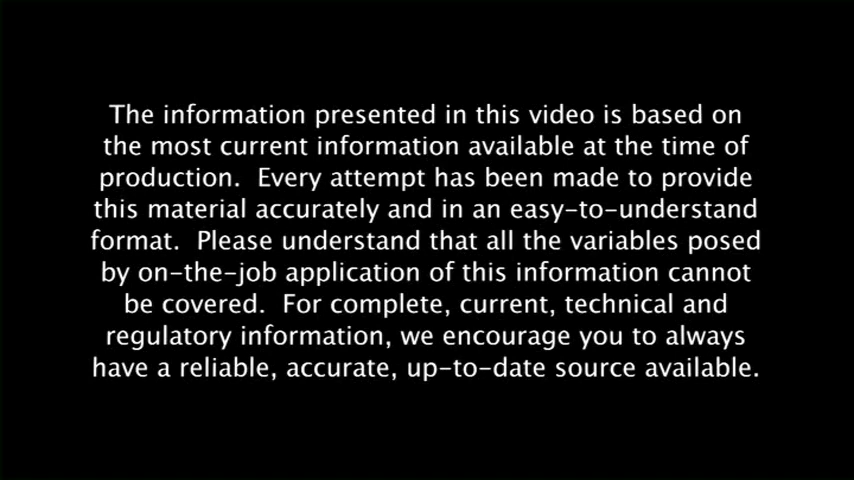 The information presented in this video is based on
the most current information available at the time of
production.  Every attempt has been made to provide
this material accurately and in an easy-to-understand
format.  Please understand that all the variables posed
by on-the-job application of this information cannot
be covered.  For complete, current, technical and
regulatory information, we encourage you to always
have a reliable, accurate, up-to-date source available.